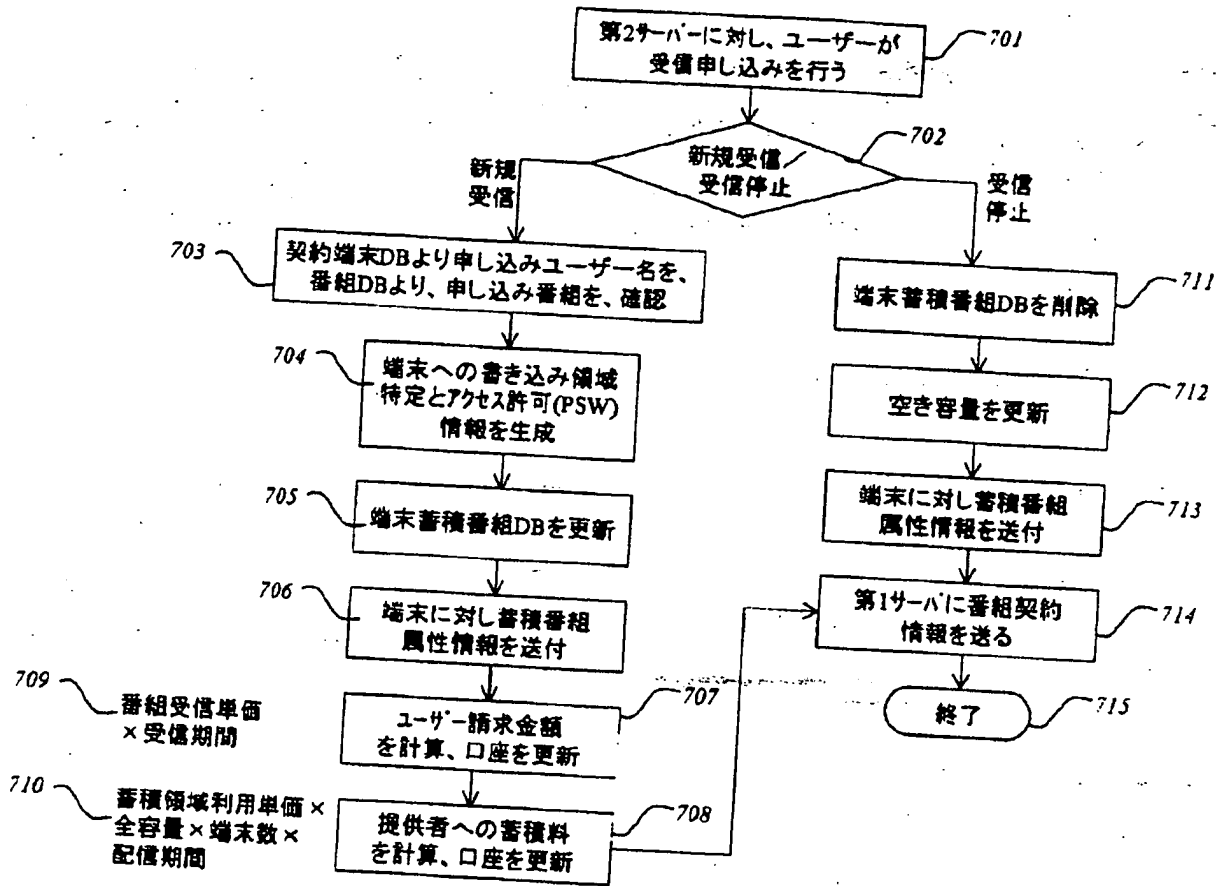 第2サーバーに対し、ユーザーが
受信申し込みを行う
701
702
新規受信/
受信停止
新規
受信
受信
停止
703
契約端末DBより申し込みユーザー名を、
番組DBより、申し込み番組を、確認
704
端末への書き込み領域
特定とアクセス許可(PSW)
情報を生成
705
端末蓄積番組DBを更新
706
端末に対し蓄積番組
属性情報を送付
707
ユーザー請求金額
を計算、口座を更新
709
番組受信単価
×受信期間
708
提供者への蓄積料
を計算、口座を更新
710
蓄積領域利用単価×
全容量×端末数×
配信期間
711
端末蓄積番組DBを削除
712
空き容量を更新
713
端末に対し蓄積番組
属性情報を送付
714
第1サーバに番組契約
情報を送る
終了
715